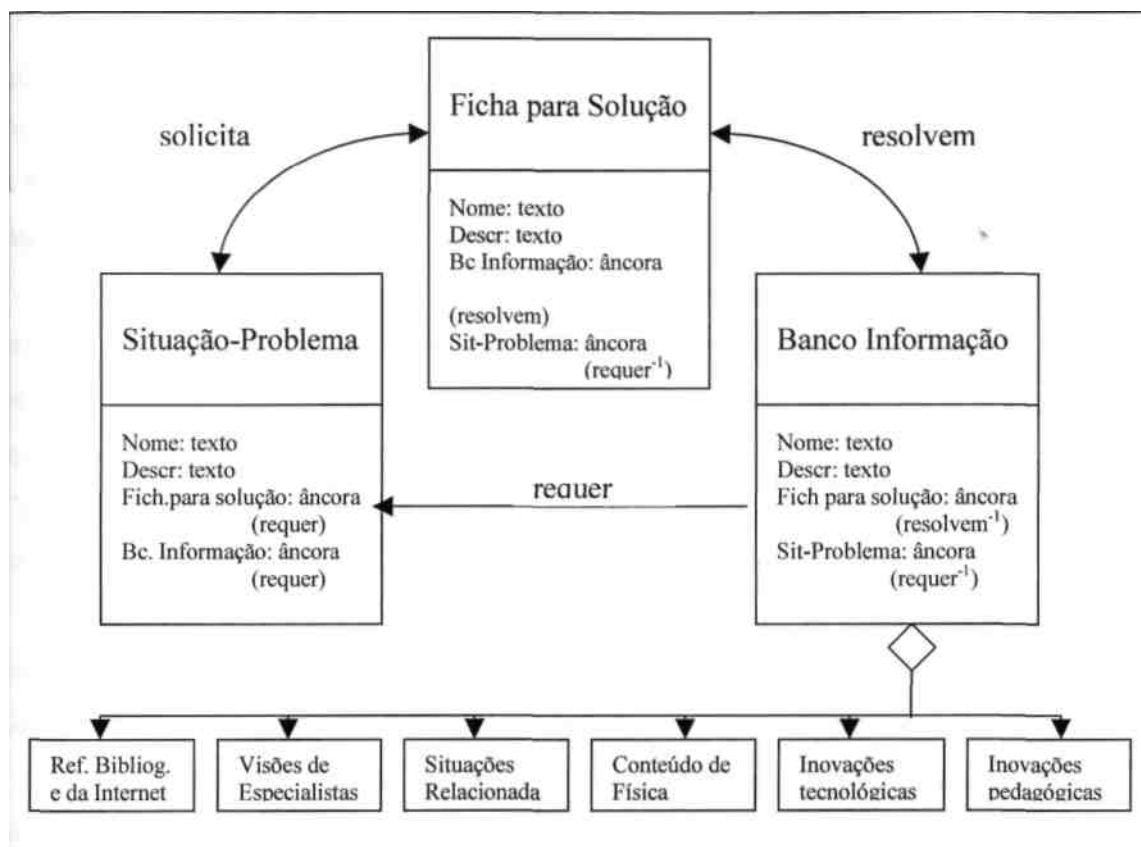 Ficha para Solução
solicita
resolvem
Nome: texto
Descr: texto
Bc Informação: âncora
(resolvem)
Sit-Problema: âncora
(requer⁻¹)
Situação-Problema
Nome: texto
Descr: texto
Fich.para solução: âncora
(requer)
Bc. Informação: âncora
(requer)
requer
Banco Informação
Nome: texto
Descr: texto
Fich para solução: âncora
(resolvem⁻¹)
Sit-Problema: âncora
(requer⁻¹)
Ref. Bibliog.
e da Internet
Visões de
Especialistas
Situações
Relacionada
Conteúdo de
Física
Inovações
tecnológicas
Inovações
pedagógicas